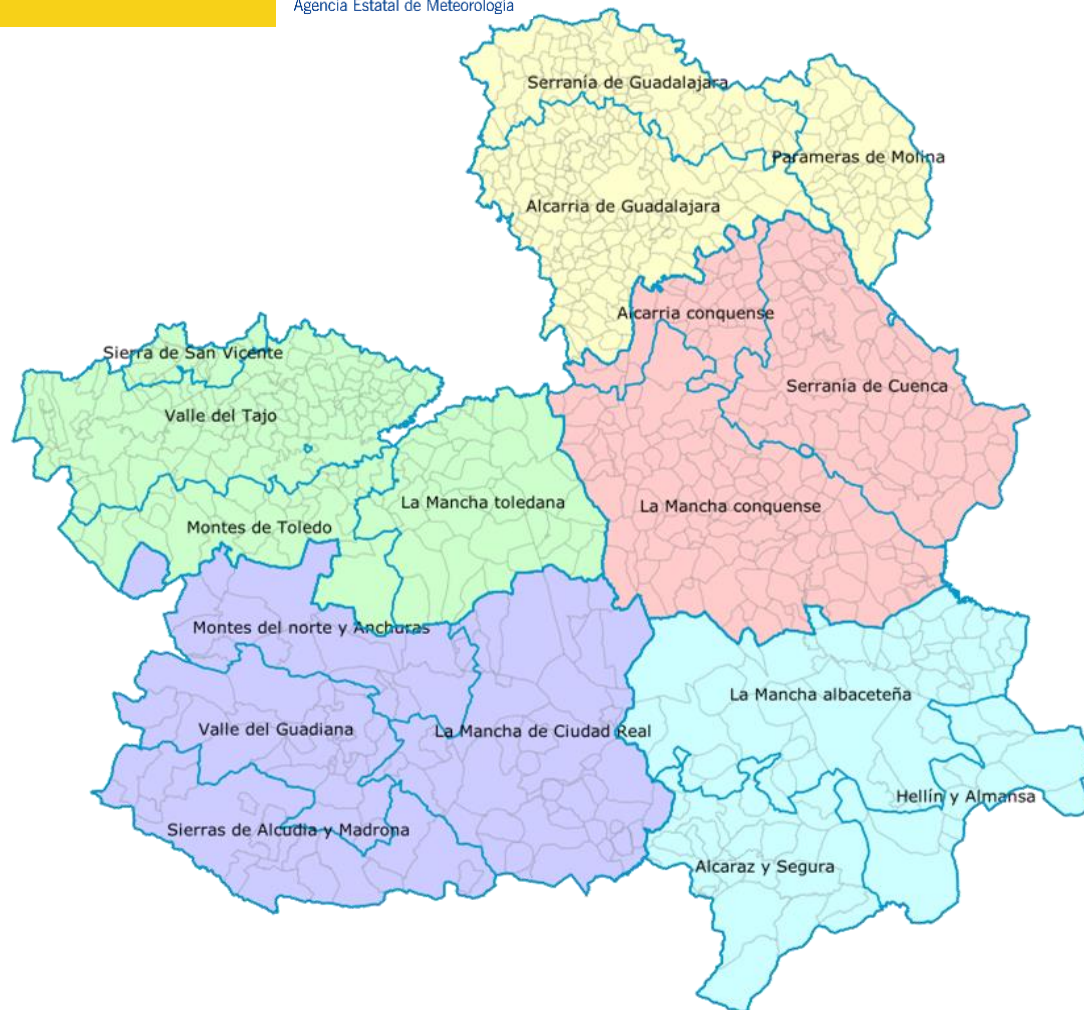 Agencia Estatal de Meteorología
Serranía de Guadalajara
Parameras de Molina
Alcarria de Guadalajara
Alcarria conquense
Sierra de San Vicente
Serranía de Cuenca
Valle del Tajo
La Mancha toledana
La Mancha conquense
Montes de Toledo
Montes del norte y Anchuras
La Mancha albaceteña
Valle del Guadiana
La Mancha de Ciudad Real
Hellín y Almansa
Sierras de Alcudia y Madrona
Alcaraz y Segura